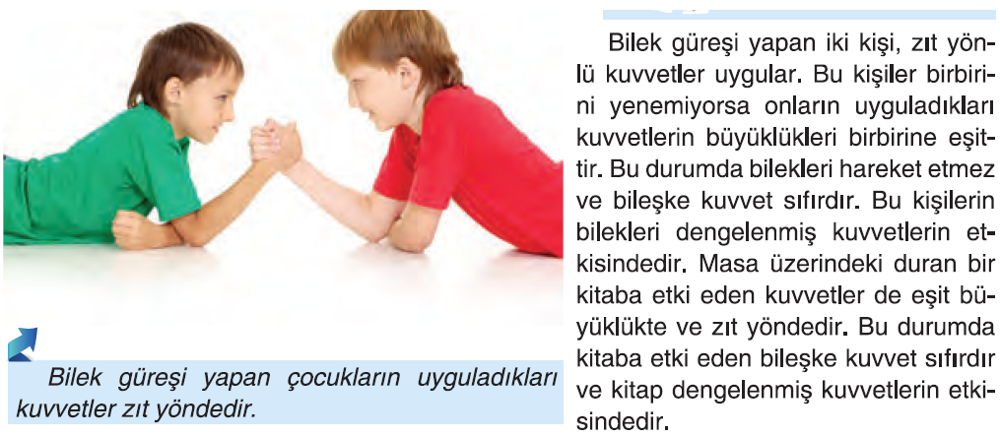 Bilek güreşi yapan iki kişi, zıt yön-
lü kuvvetler uygular. Bu kişiler birbiri-
ni yenemiyorsa onların uyguladıkları
kuvvetlerin büyüklükleri birbirine eşit-
tir. Bu durumda bilekleri hareket etmez
ve bileşke kuvvet sıfırdır. Bu kişilerin
bilekleri dengelenmiş kuvvetlerin et-
kisindedir. Masa üzerindeki duran bir
kitaba etki eden kuvvetler de eşit bü-
yüklükte ve zıt yöndedir. Bu durumda
kitaba etki eden bileşke kuvvet sıfırdır
ve kitap dengelenmiş kuvvetlerin etki-
sindedir.
Bilek güreşi yapan çocukların uyguladıkları
kuvvetler zıt yöndedir.